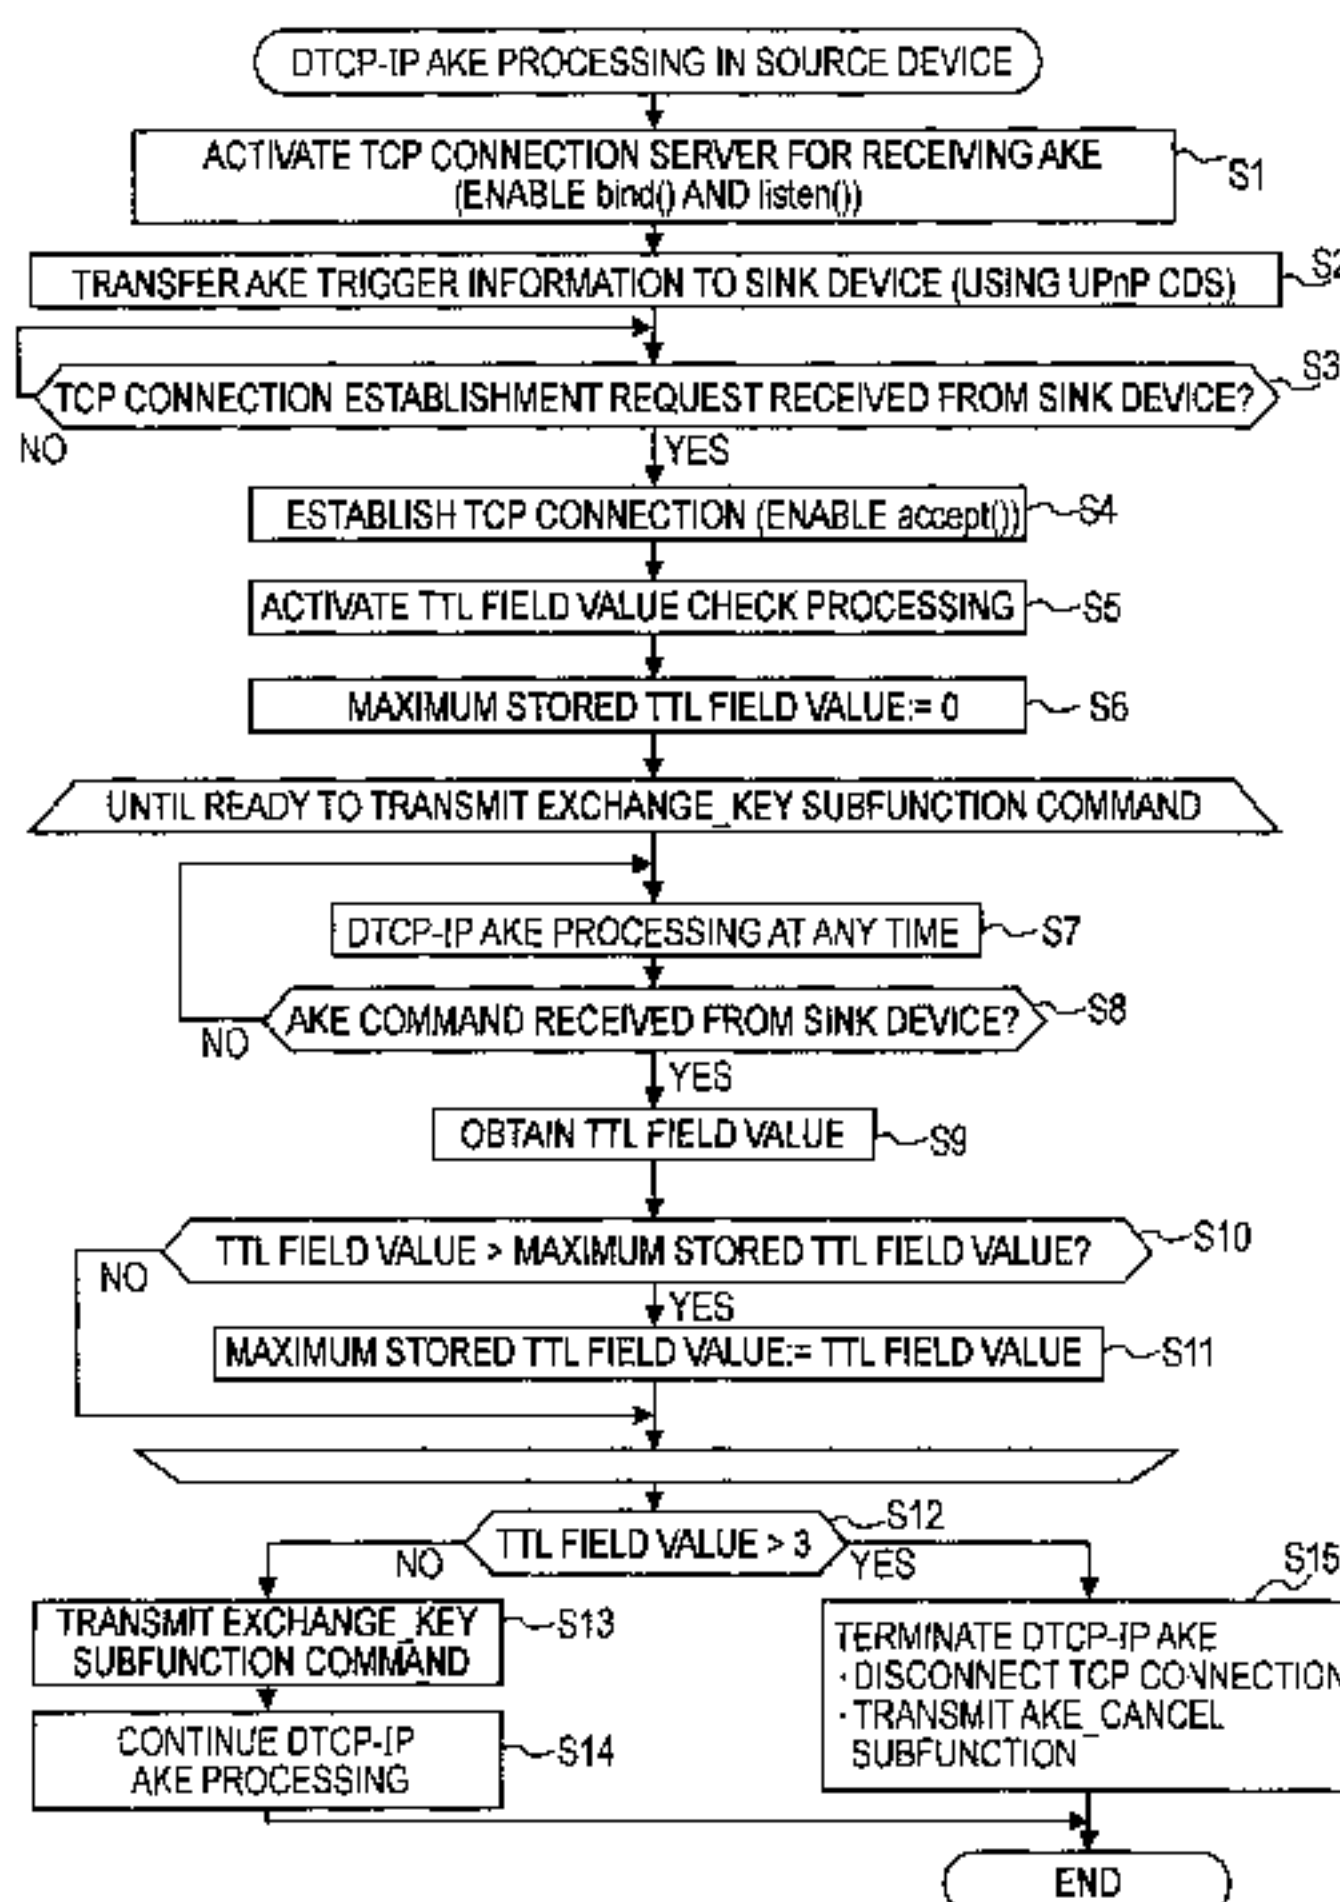 DTCP-IP AKE PROCESSING IN SOURCE DEVICE
ACTIVATE TCP CONNECTION SERVER FOR RECEIVING AKE
(ENABLE bind() AND listen())
S1
TRANSFER AKE TRIGGER INFORMATION TO SINK DEVICE (USING UPnP CDS)
S2
TCP CONNECTION ESTABLISHMENT REQUEST RECEIVED FROM SINK DEVICE?
S3
NO
YES
ESTABLISH TCP CONNECTION (ENABLE accept())
S4
ACTIVATE TTL FIELD VALUE CHECK PROCESSING
S5
MAXIMUM STORED TTL FIELD VALUE:= 0
S6
UNTIL READY TO TRANSMIT EXCHANGE_KEY SUBFUNCTION COMMAND
DTCP-IP AKE PROCESSING AT ANY TIME
S7
AKE COMMAND RECEIVED FROM SINK DEVICE?
S8
NO
YES
OBTAIN TTL FIELD VALUE
S9
TTL FIELD VALUE > MAXIMUM STORED TTL FIELD VALUE?
S10
NO
YES
MAXIMUM STORED TTL FIELD VALUE:= TTL FIELD VALUE
S11
TTL FIELD VALUE > 3
S12
NO
YES
TRANSMIT EXCHANGE_KEY
SUBFUNCTION COMMAND
S13
CONTINUE DTCP-IP
AKE PROCESSING
S14
S15
TERMINATE DTCP-IP AKE
· DISCONNECT TCP CONNECTION
· TRANSMIT AKE_CANCEL
SUBFUNCTION
END